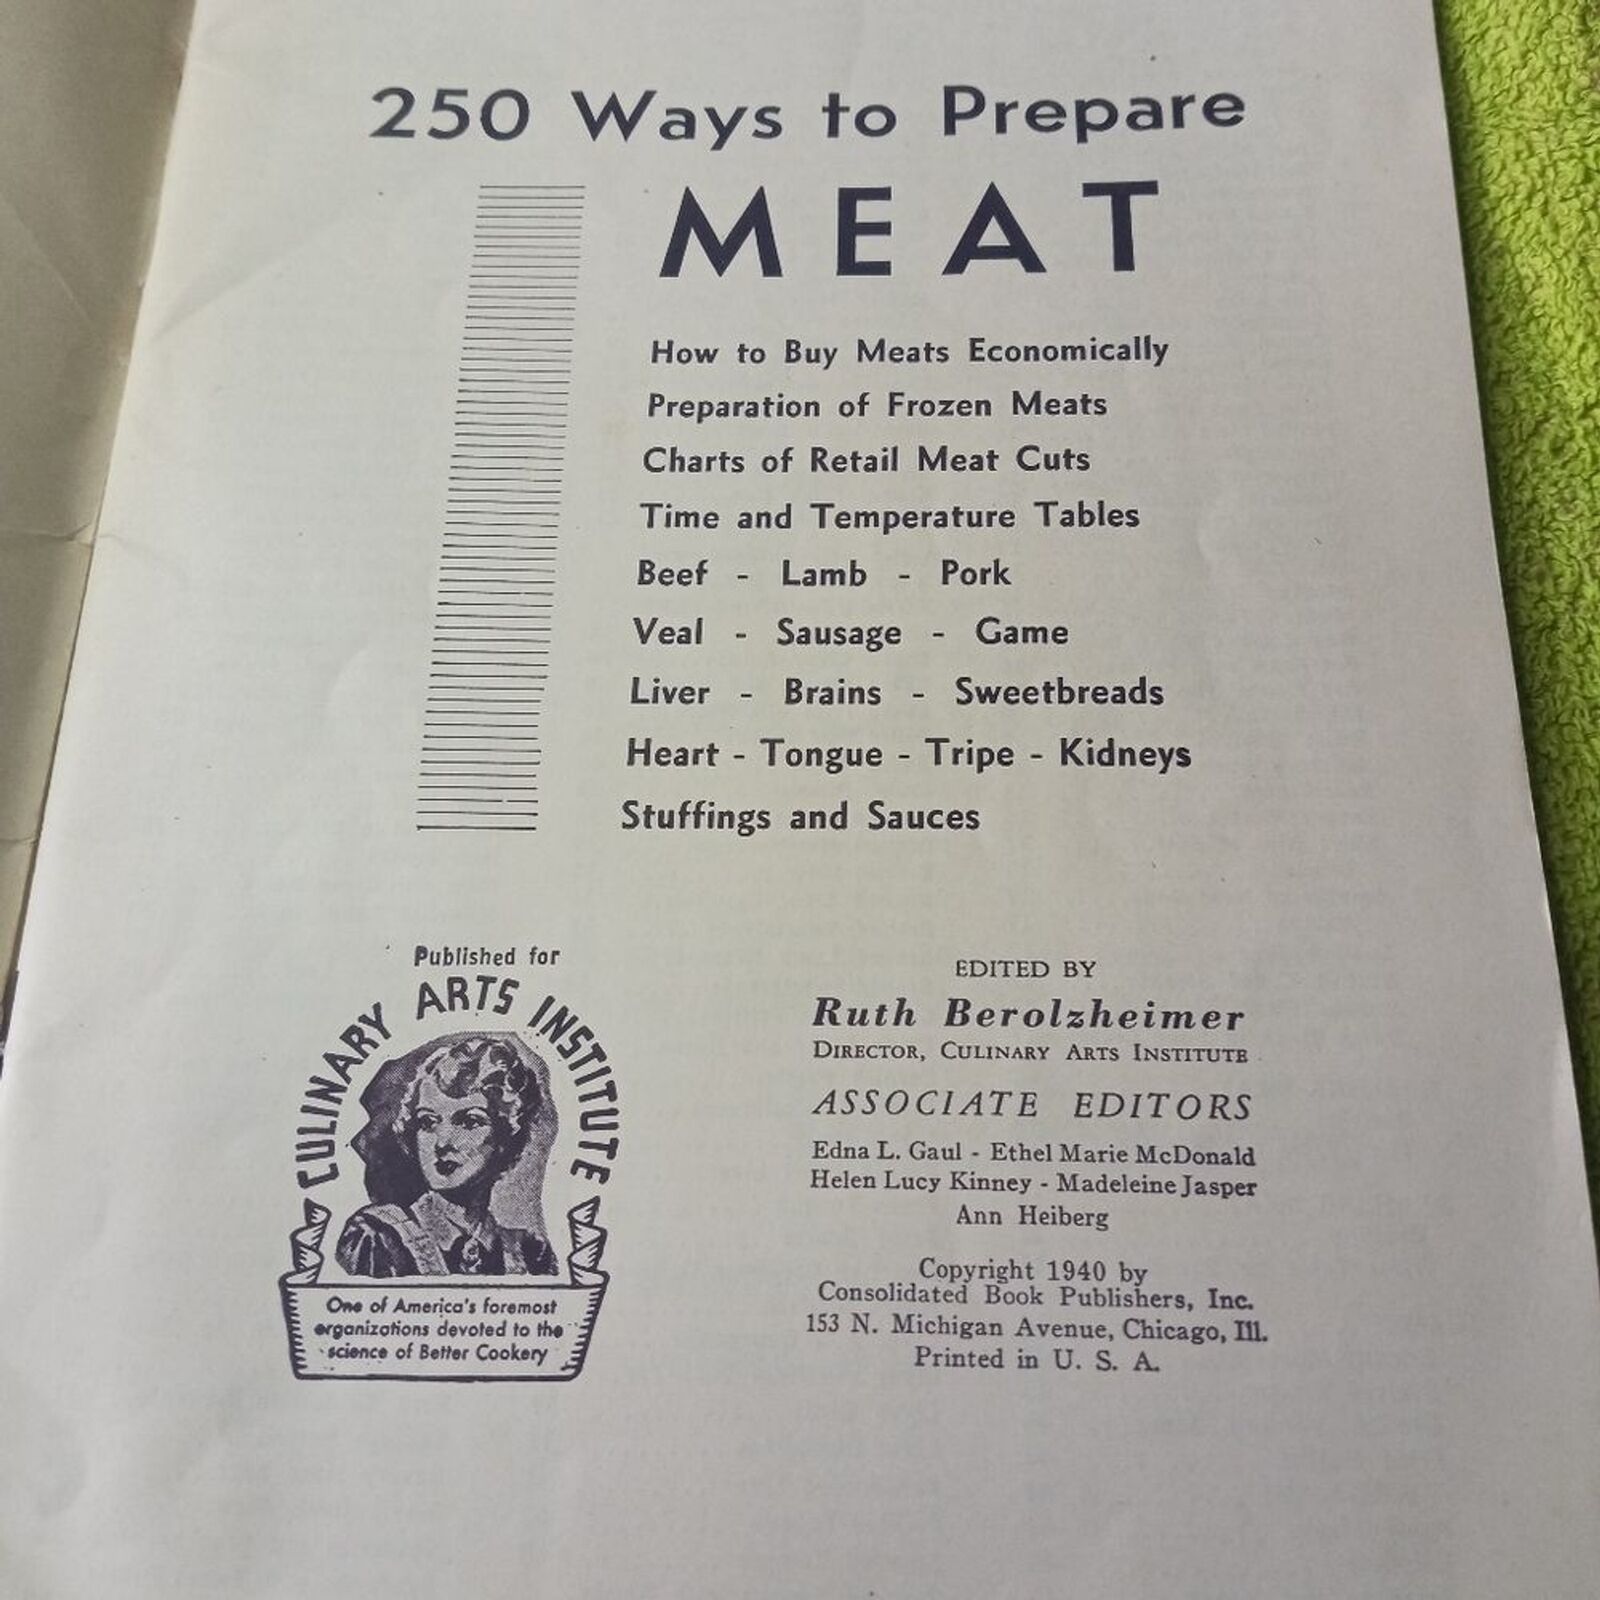 250 Ways to Prepare
MEAT
How to Buy Meats Economically
Preparation of Frozen Meats
Charts of Retail Meat Cuts
Time and Temperature Tables
Beef - Lamb - Pork
Veal - Sausage - Game
Liver - Brains - Sweetbreads
Heart - Tongue - Tripe - Kidneys
Stuffings and Sauces
Published for
CULINARY ARTS INSTITUTE
One of America's foremost
organizations devoted to the
science of Better Cookery
EDITED BY
Ruth Berolzheimer
DIRECTOR, CULINARY ARTS INSTITUTE
ASSOCIATE EDITORS
Edna L. Gaul - Ethel Marie McDonald
Helen Lucy Kinney - Madeleine Jasper
Ann Heiberg
Copyright 1940 by
Consolidated Book Publishers, Inc.
153 N. Michigan Avenue, Chicago, Ill.
Printed in U. S. A.